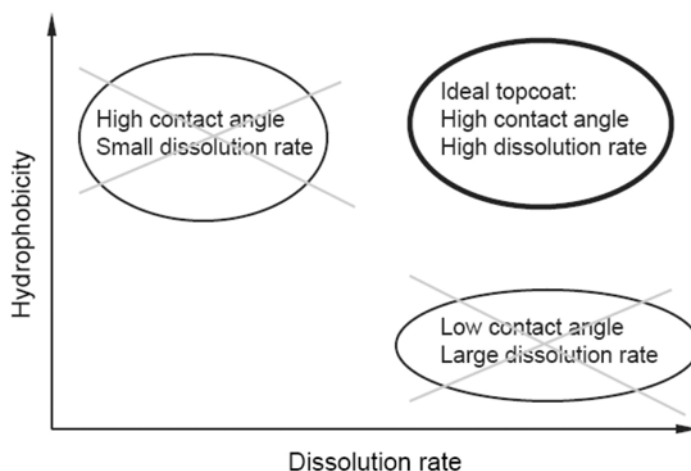 High contact angle
Small dissolution rate
Ideal topcoat:
High contact angle
High dissolution rate
Hydrophobicity
Low contact angle
Large dissolution rate
Dissolution rate